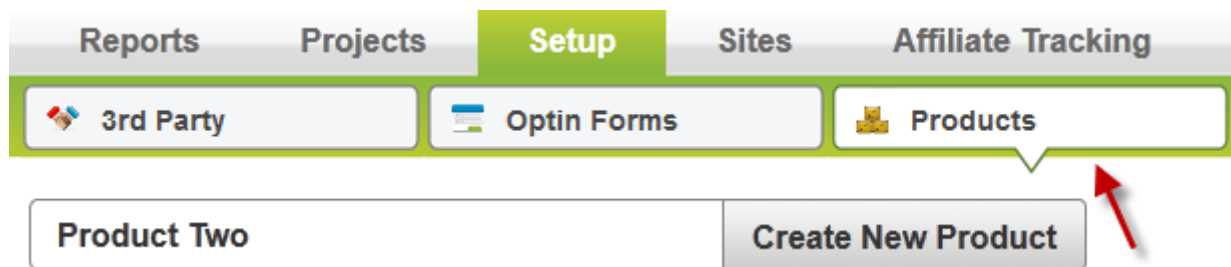 Reports Projects Setup Sites Affiliate Tracking
3rd Party Optin Forms Products
Product Two Create New Product